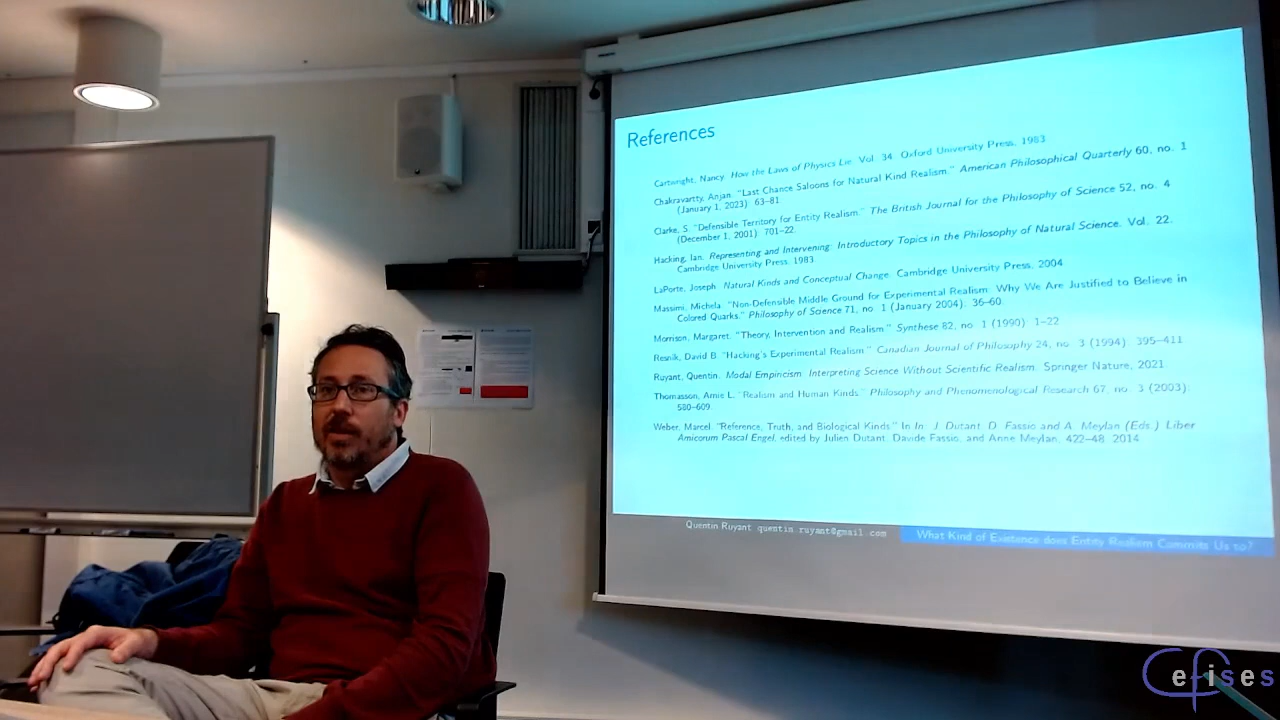 References
Cartwright, Nancy. How the Laws of Physics Lie. Vol. 34. Oxford University Press, 1983
Chakravartty, Anjan. "Last Chance Saloons for Natural Kind Realism." American Philosophical Quarterly 60, no. 1
(January 1, 2023): 63–81
Clarke, S. "Defensible Territory for Entity Realism." The British Journal for the Philosophy of Science 52, no. 4
(December 1, 2001): 701–22.
Hacking, Ian. Representing and Intervening: Introductory Topics in the Philosophy of Natural Science. Vol. 22.
Cambridge University Press, 1983.
LaPorte, Joseph. Natural Kinds and Conceptual Change. Cambridge University Press, 2004
Massimi, Michela. "Non-Defensible Middle Ground for Experimental Realism: Why We Are Justified to Believe in
Colored Quarks." Philosophy of Science 71, no. 1 (January 2004): 36–60.
Morrison, Margaret. "Theory, Intervention and Realism." Synthese 82, no. 1 (1990): 1–22
Resnik, David B. "Hacking's Experimental Realism." Canadian Journal of Philosophy 24, no. 3 (1994): 395–411
Ruyant, Quentin. Modal Empiricism: Interpreting Science Without Scientific Realism. Springer Nature, 2021.
Thomasson, Amie L. "Realism and Human Kinds." Philosophy and Phenomenological Research 67, no. 3 (2003):
580–609.
Weber, Marcel. "Reference, Truth, and Biological Kinds." In In: J. Dutant, D. Fassio and A. Meylan (Eds.) Liber
Amicorum Pascal Engel, edited by Julien Dutant, Davide Fassio, and Anne Meylan, 422–48, 2014
Quentin Ruyant quentin.ruyant@gmail.com
What Kind of Existence does Entity Realism Commits Us to?
Cefises